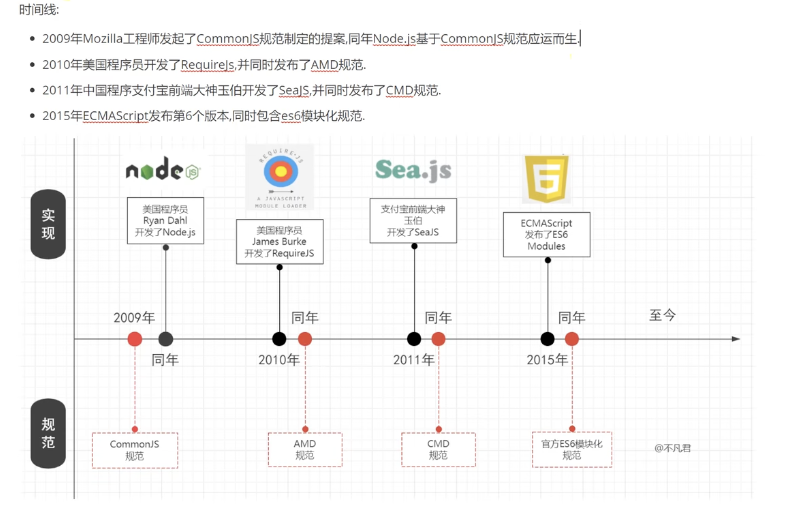 时间线:
2009年Mozilla工程师发起了CommonJS规范制定的提案,同年Node.js基于CommonJS规范应运而生.
2010年美国程序员开发了Requirejs,并同时发布了AMD规范.
2011年中国程序支付宝前端大神玉伯开发了SeaJS,并同时发布了CMD规范.
2015年ECMAScript发布第6个版本,同时包含es6模块化规范.
实现
node JS
REQUIRE-JS
A JAVASCRIPT
MODULE LOADER
Sea.js
6
美国程序员
Ryan Dahl
开发了Node.js
美国程序员
James Burke
开发了RequireJS
支付宝前端大神
玉伯
开发了SeaJS
ECMAScript
发布了ES6
Modules
2009年
同年
同年
同年
至今
同年
2010年
2011年
2015年
规范
CommonJS
规范
AMD
规范
CMD
规范
官方ES6模块化
规范
@不凡君